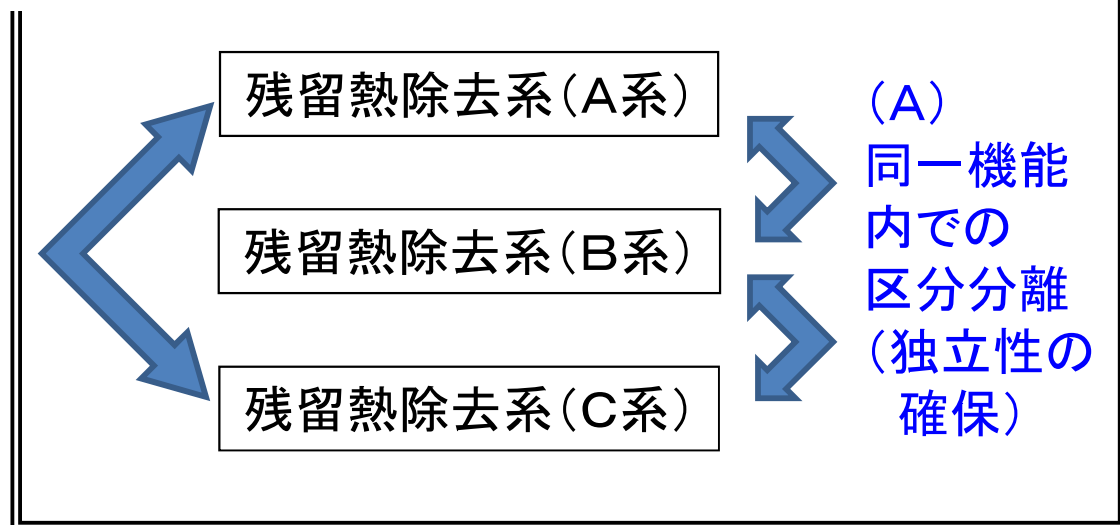 残留熱除去系(A系)
残留熱除去系(B系)
残留熱除去系(C系)
(A)
同一機能
内での
区分分離
(独立性の
確保)